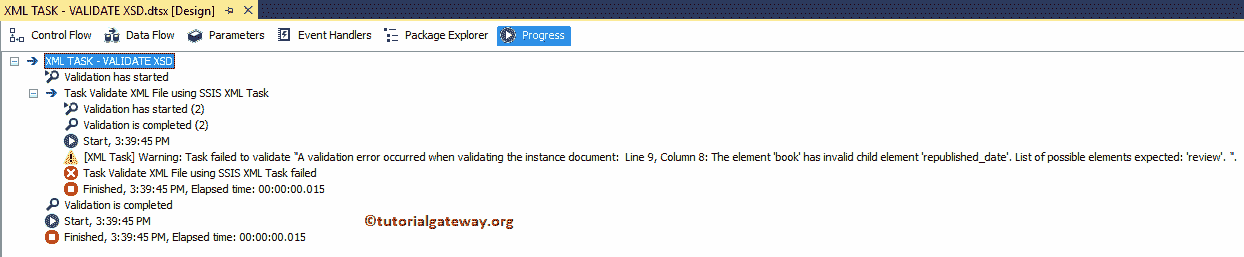 XML TASK - VALIDATE XSD.dtsx [Design]
Control Flow Data Flow Parameters Event Handlers Package Explorer Progress
XML TASK - VALIDATE XSD
Validation has started
Task Validate XML File using SSIS XML Task
Validation has started (2)
Validation is completed (2)
Start, 3:39:45 PM
[XML Task] Warning: Task failed to validate "A validation error occurred when validating the instance document:  Line 9, Column 8: The element 'book' has invalid child element 'republished_date'. List of possible elements expected: 'review'. ".
Task Validate XML File using SSIS XML Task failed
Finished, 3:39:45 PM, Elapsed time: 00:00:00.015
Validation is completed
Start, 3:39:45 PM
©tutorialgateway.org
Finished, 3:39:45 PM, Elapsed time: 00:00:00.015